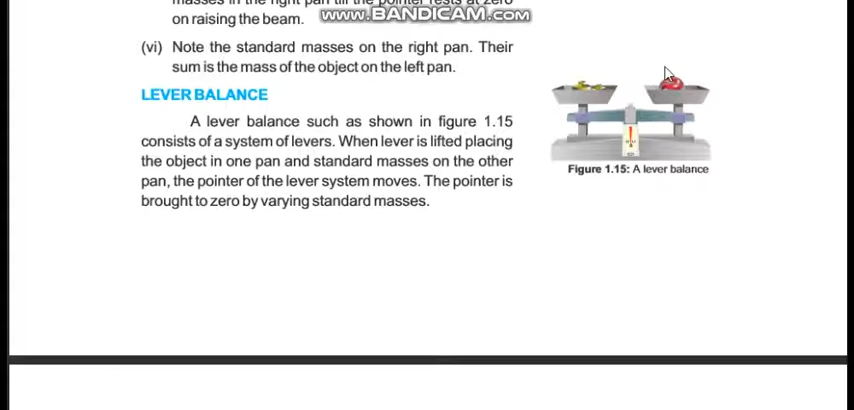 masses in the right pan till the pointer rests at zero
on raising the beam.
www.BANDICAM.COM
(vi) Note the standard masses on the right pan. Their
sum is the mass of the object on the left pan.
LEVER BALANCE
A lever balance such as shown in figure 1.15
consists of a system of levers. When lever is lifted placing
the object in one pan and standard masses on the other
pan, the pointer of the lever system moves. The pointer is
brought to zero by varying standard masses.
Figure 1.15: A lever balance